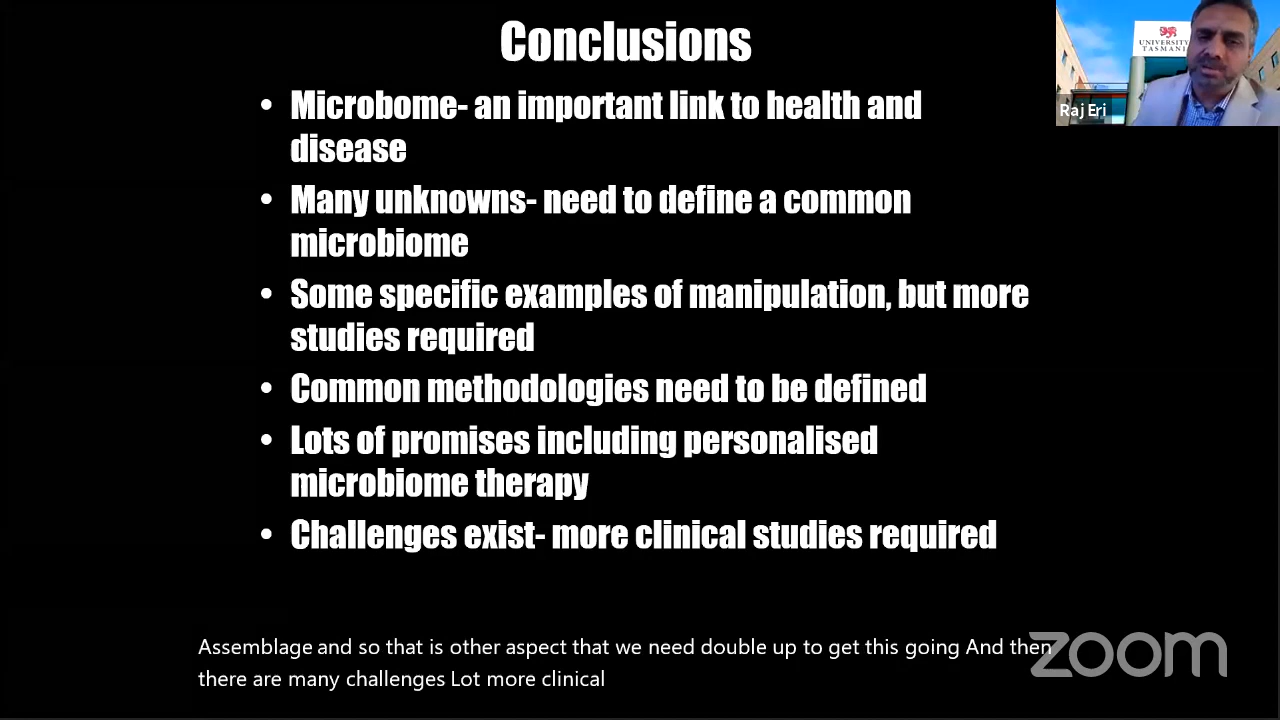 Conclusions
• Microbome- an important link to health and
disease
• Many unknowns- need to define a common
microbiome
• Some specific examples of manipulation, but more
studies required
• Common methodologies need to be defined
• Lots of promises including personalised
microbiome therapy
• Challenges exist- more clinical studies required
UNIVERSITY
TASMANI
Raj Eri
Assemblage and so that is other aspect that we need double up to get this going And then
there are many challenges Lot more clinical
zoom